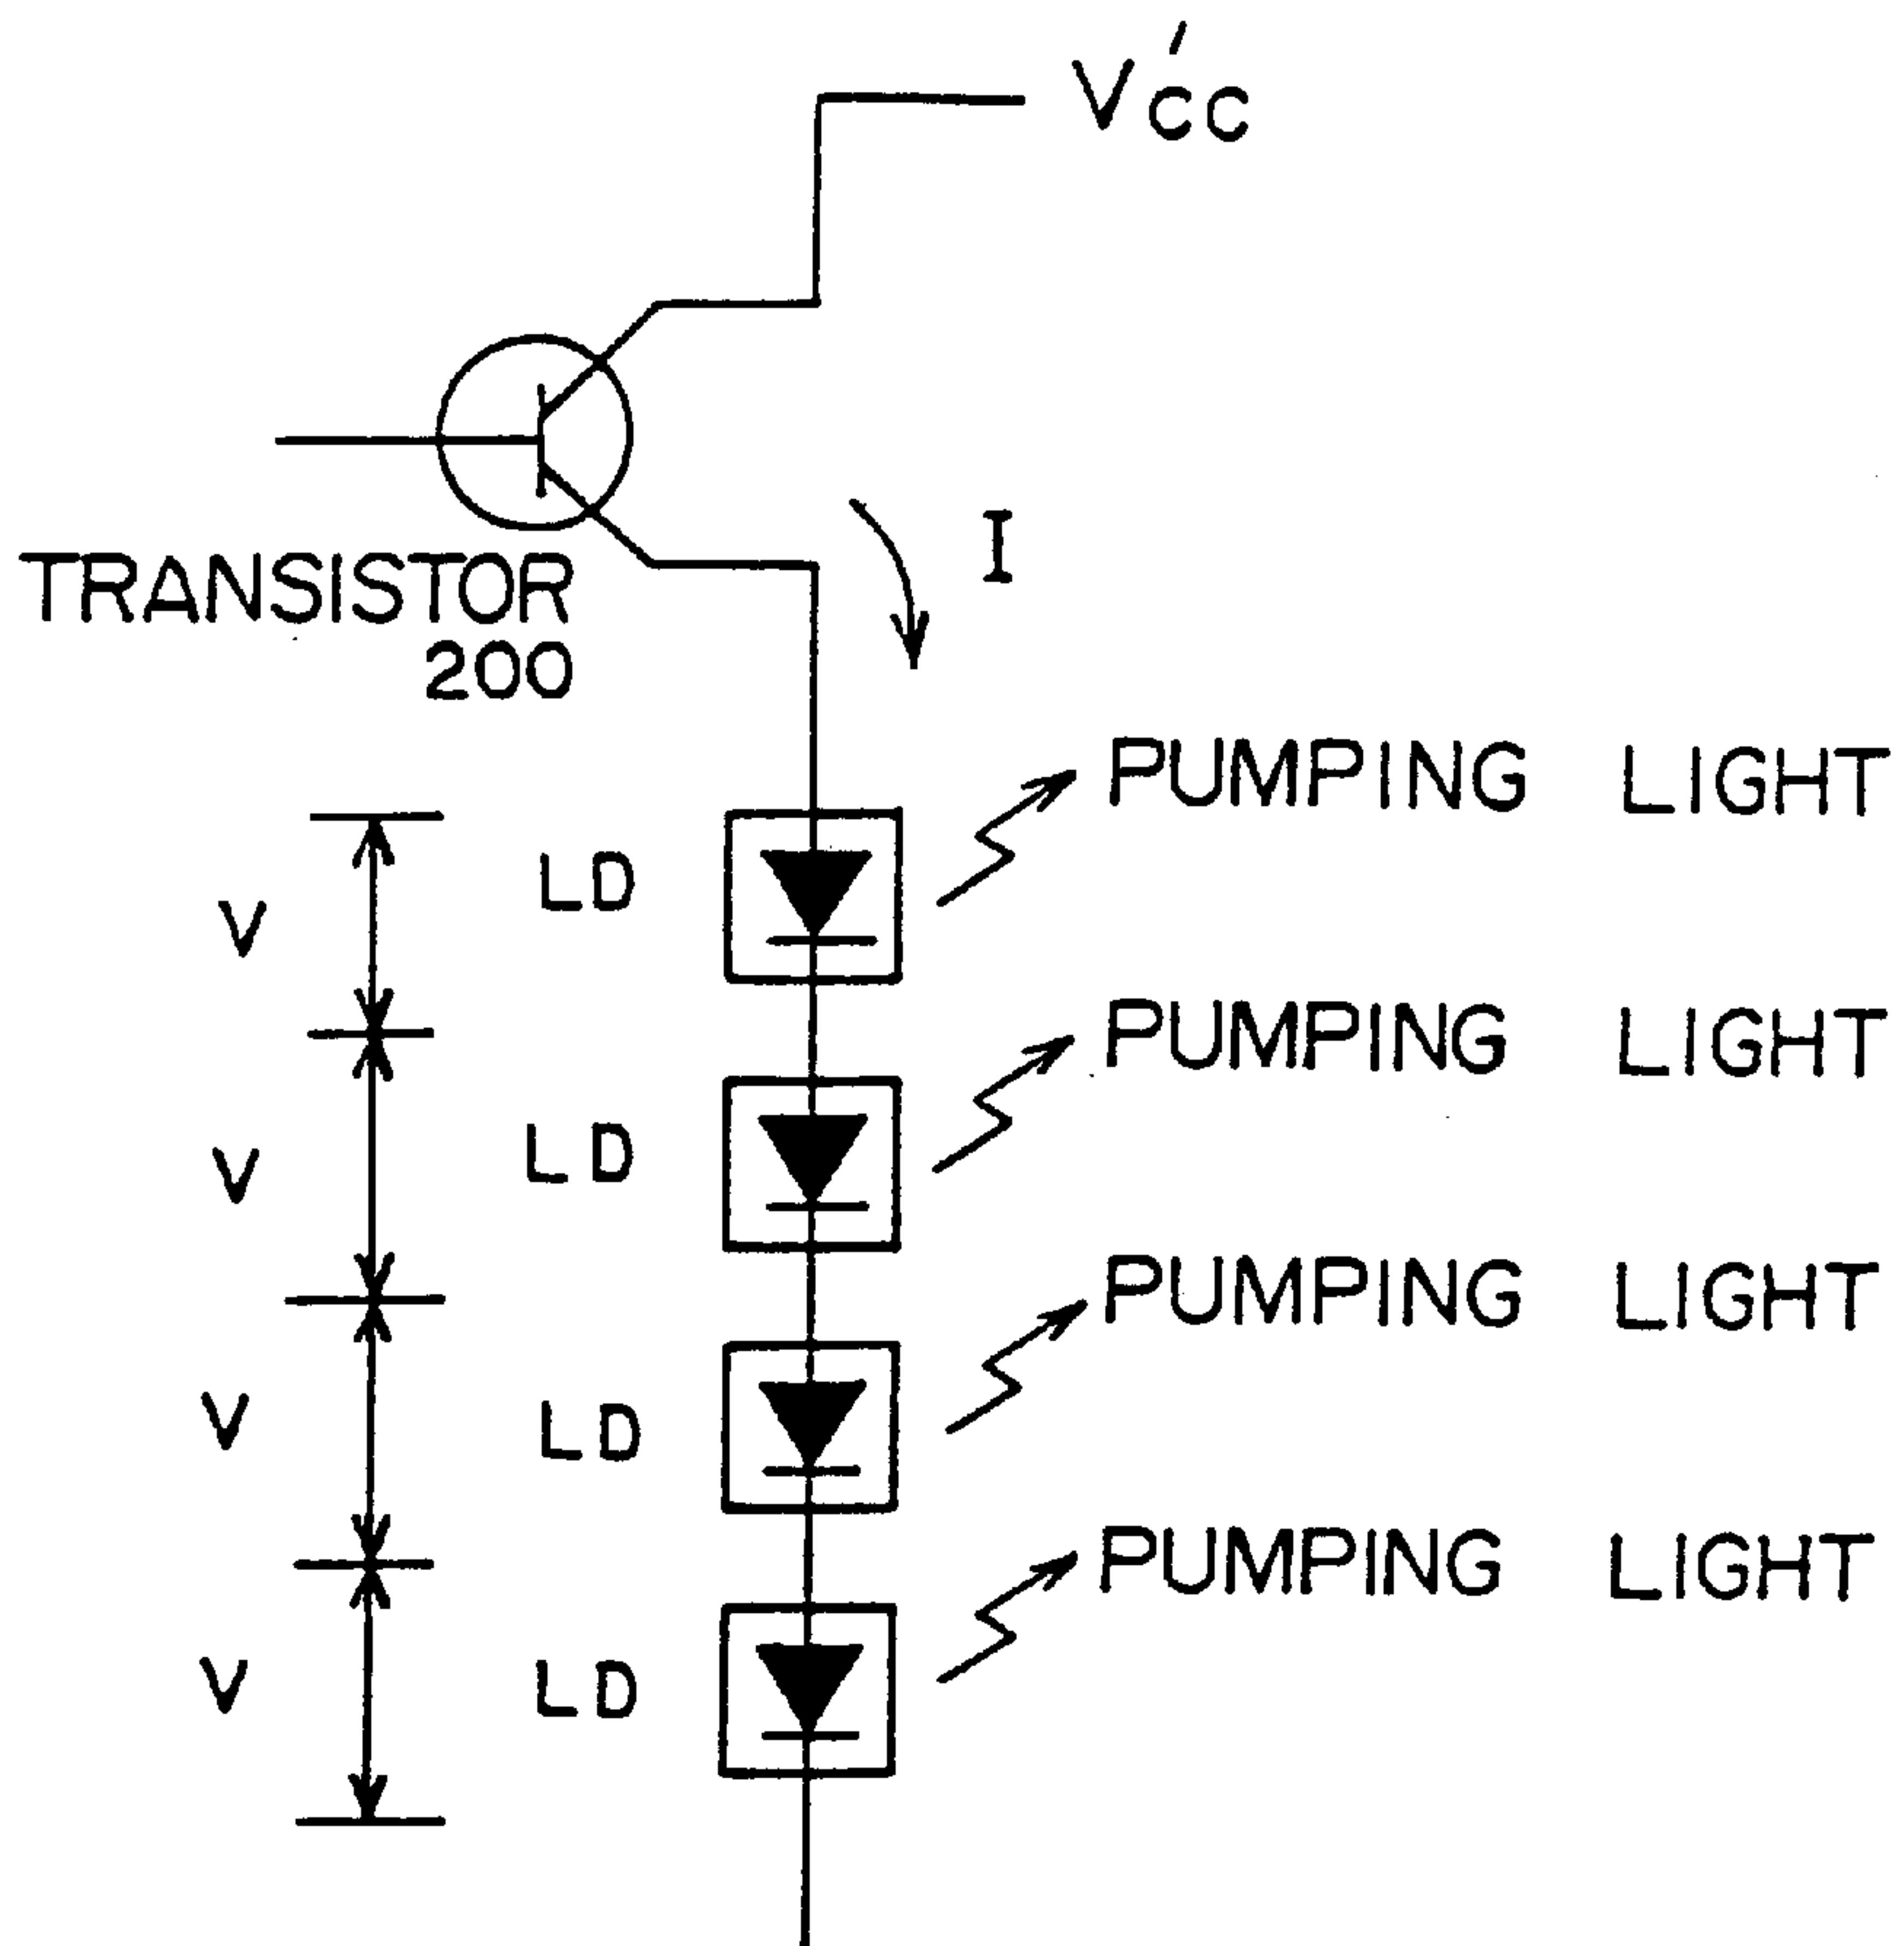 V'cc
I
TRANSISTOR
200
PUMPING LIGHT
V
LD
PUMPING LIGHT
V
LD
PUMPING LIGHT
V
LD
PUMPING LIGHT
V
LD